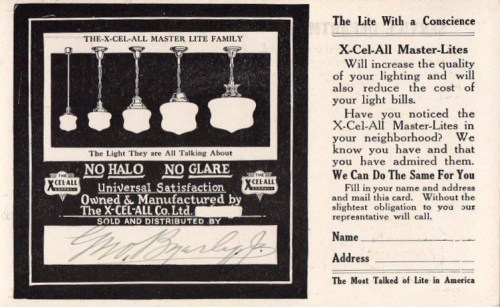 THE-X-CEL-ALL MASTER LITE FAMILY
The Light They are All Talking About
NO HALO NO GLARE
THE
X-CEL-ALL
COMPANY
Universal Satisfaction
THE
X-CEL-ALL
COMPANY
Owned & Manufactured by
The X-CEL-ALL Co. Ltd.
SOLD AND DISTRIBUTED BY
Geo. Jr.
The Lite With a Conscience
X-Cel-All Master-Lites
Will increase the quality
of your lighting and will
also reduce the cost of
your light bills.
Have you noticed the
X-Cel-All Master-Lites in
your neighborhood? We
know you have and that
you have admired them.
We Can Do The Same For You
Fill in your name and address
and mail this card. Without the
slightest obligation to you our
representative will call.
Name
Address
The Most Talked of Lite in America